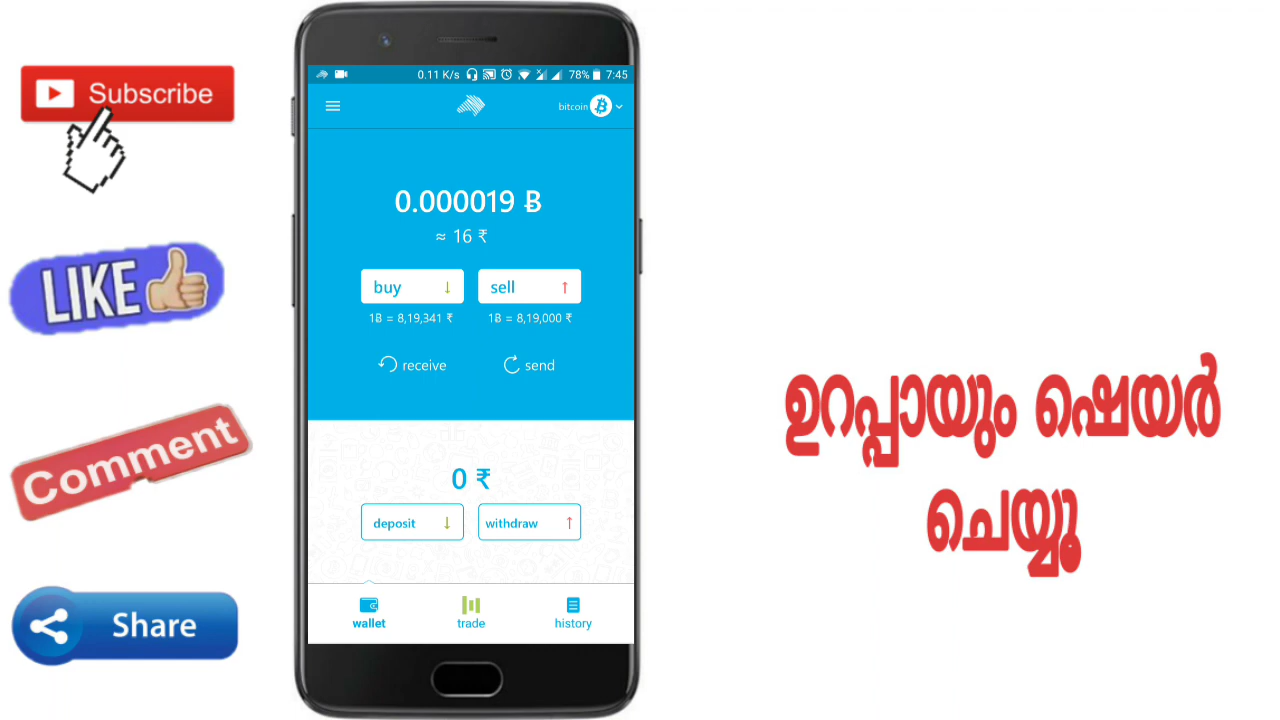 Subscribe
LIKE
Comment
Share
0.11 K/s 78% 7:45
bitcoin
0.000019 Ƀ
≈ 16 ₹
buy ↓ sell ↑
1Ƀ = 8,19,341 ₹ 1Ƀ = 8,19,000 ₹
receive send
0 ₹
deposit ↓ withdraw ↑
wallet trade history
ഉറപ്പായും ഷെയർ
ചെയ്യൂ